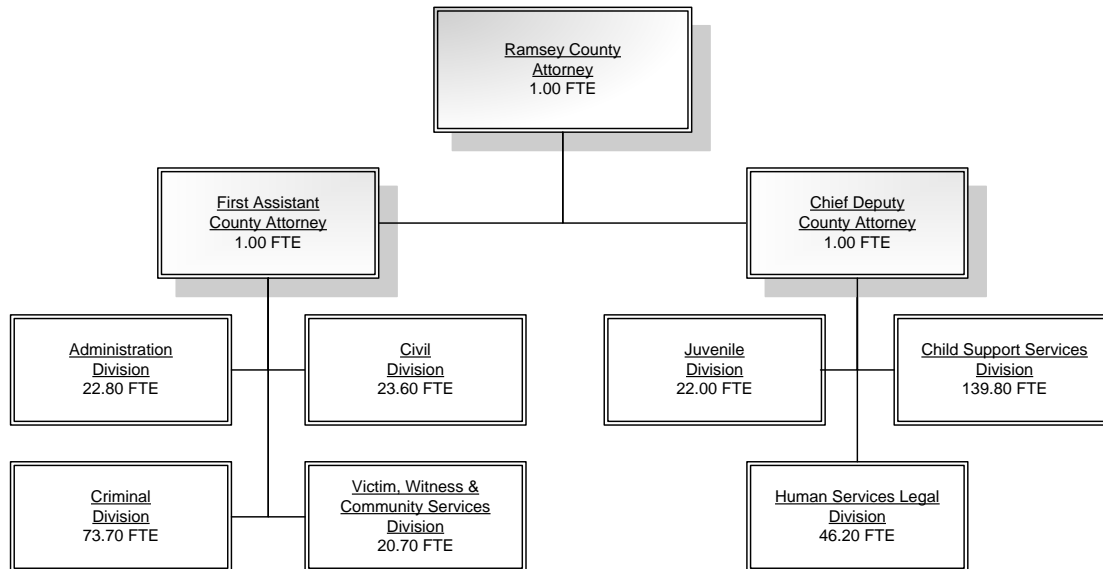 Ramsey County
Attorney
1.00 FTE
First Assistant
County Attorney
1.00 FTE
Chief Deputy
County Attorney
1.00 FTE
Administration
Division
22.80 FTE
Civil
Division
23.60 FTE
Juvenile
Division
22.00 FTE
Child Support Services
Division
139.80 FTE
Criminal
Division
73.70 FTE
Victim, Witness &
Community Services
Division
20.70 FTE
Human Services Legal
Division
46.20 FTE